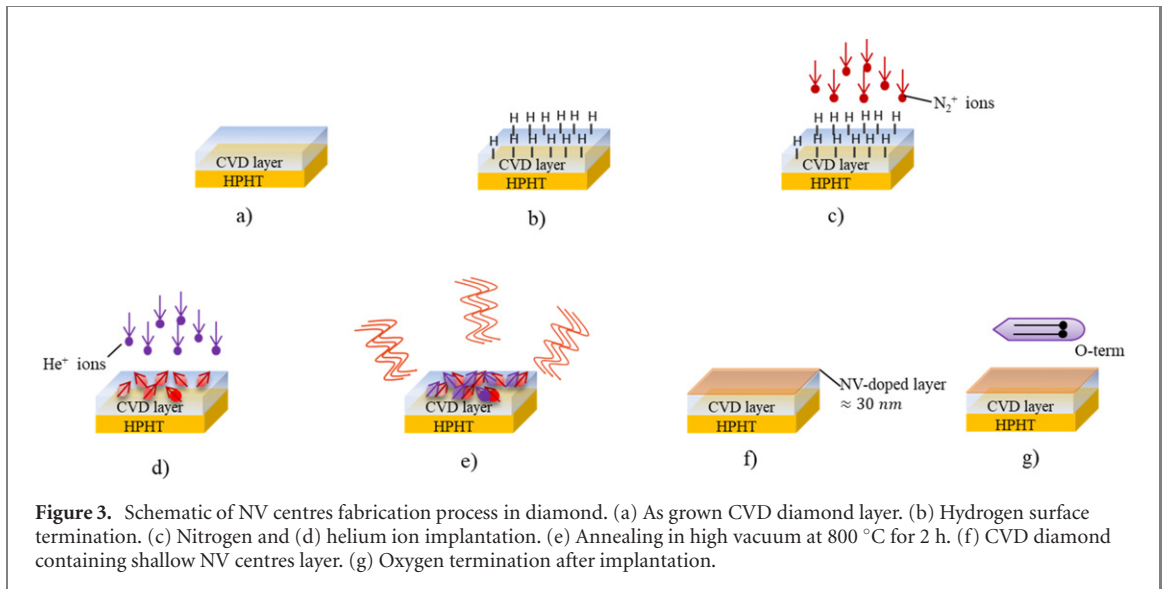 H H H H H H
H H H H H H
CVD layer
HPHT
a)
CVD layer
HPHT
b)
N₂⁺ ions
H H H H H H
H H H H H H
CVD layer
HPHT
c)
He⁺ ions
CVD layer
HPHT
d)
CVD layer
HPHT
e)
NV-doped layer
≈ 30 nm
CVD layer
HPHT
f)
O-term
CVD layer
HPHT
g)
Figure 3. Schematic of NV centres fabrication process in diamond. (a) As grown CVD diamond layer. (b) Hydrogen surface
termination. (c) Nitrogen and (d) helium ion implantation. (e) Annealing in high vacuum at 800 °C for 2 h. (f) CVD diamond
containing shallow NV centres layer. (g) Oxygen termination after implantation.